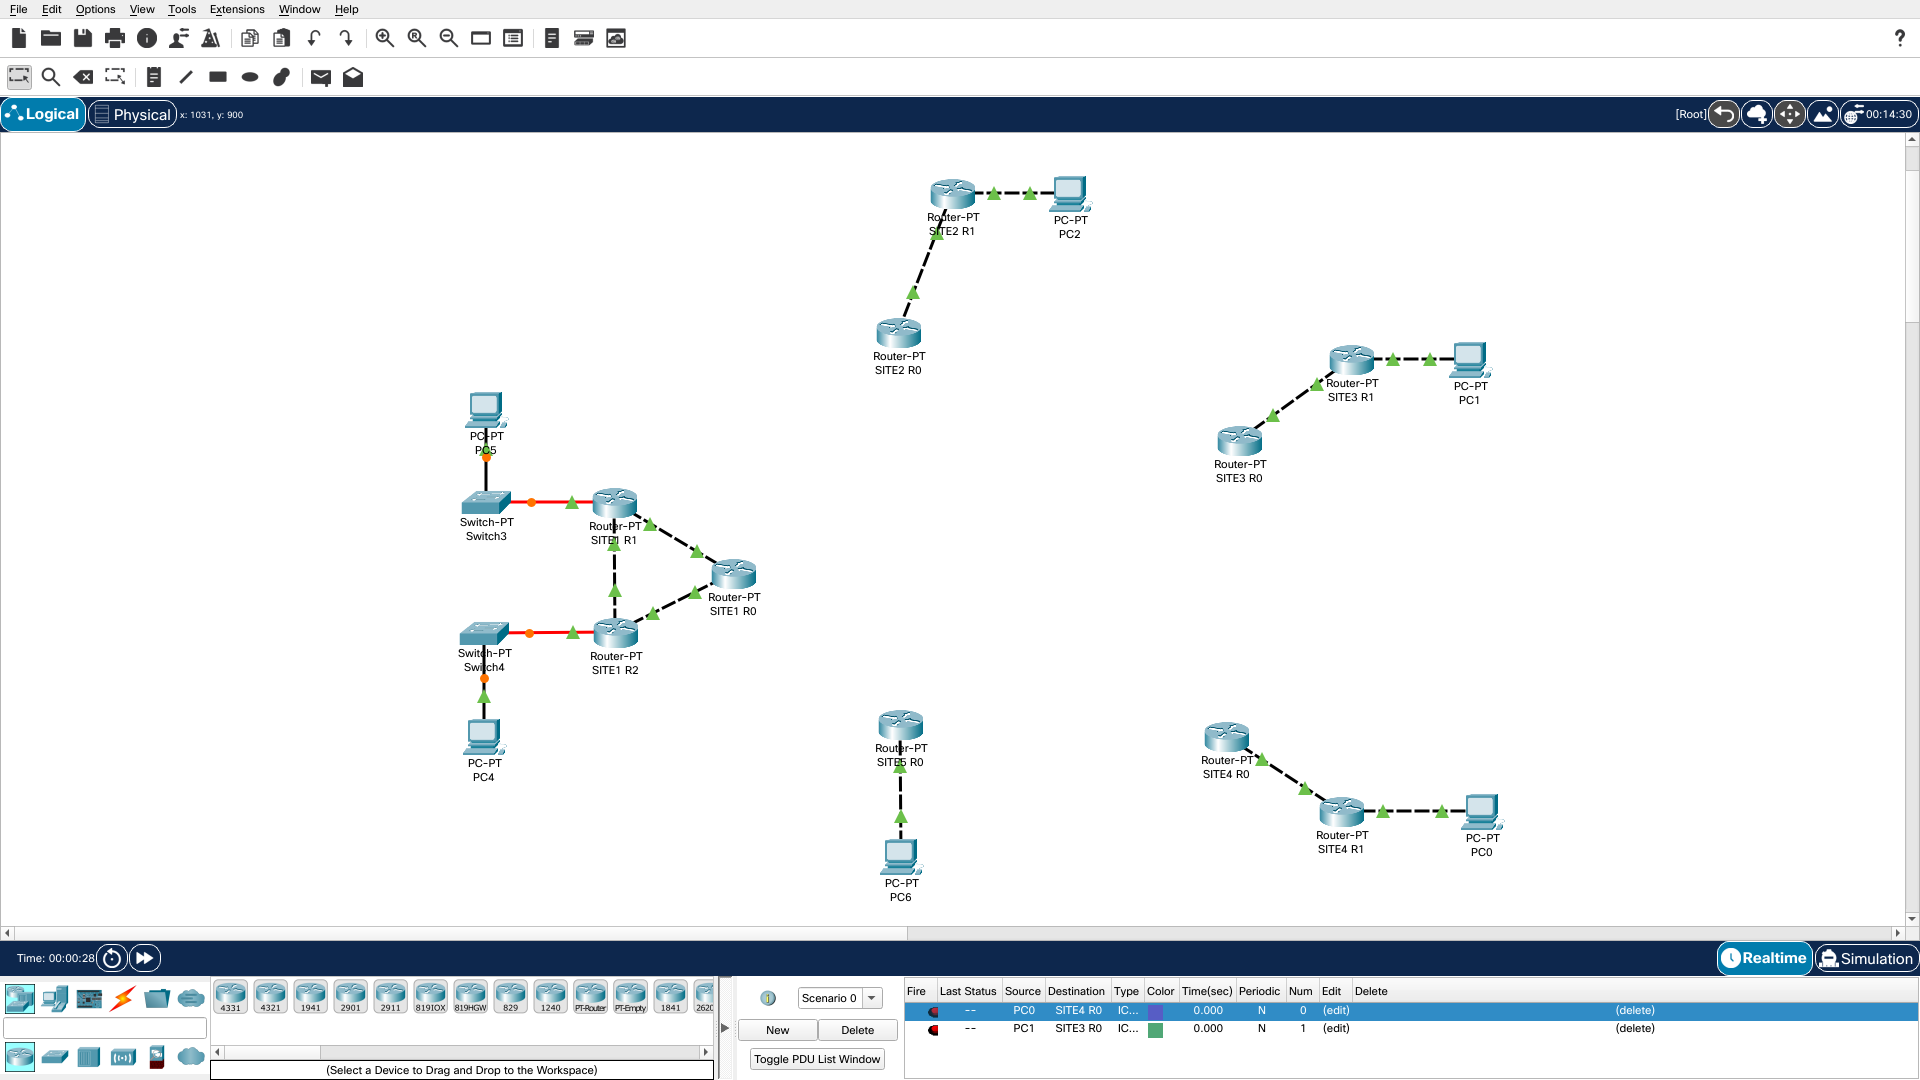 File Edit Options View Tools Extensions Window Help
?
Logical Physical x: 1031, y: 900 [Root] 00:14:30
Router-PT
SITE2 R1
PC-PT
PC2
Router-PT
SITE2 R0
Router-PT
SITE3 R1
PC-PT
PC1
Router-PT
SITE3 R0
PC-PT
PC5
Switch-PT
Switch3
Router-PT
SITE1 R1
Router-PT
SITE1 R0
Switch-PT
Switch4
Router-PT
SITE1 R2
PC-PT
PC4
Router-PT
SITE5 R0
PC-PT
PC6
Router-PT
SITE4 R0
Router-PT
SITE4 R1
PC-PT
PC0
Time: 00:00:28 Realtime Simulation
4331 4321 1941 2901 2911 819IOX 819HGW 829 1240 PT-Router PT-Empty 1841 262
(Select a Device to Drag and Drop to the Workspace)
Scenario 0
New Delete
Toggle PDU List Window
Fire Last Status Source Destination Type Color Time(sec) Periodic Num Edit Delete
-- PC0 SITE4 R0 IC... 0.000 N 0 (edit) (delete)
-- PC1 SITE3 R0 IC... 0.000 N 1 (edit) (delete)